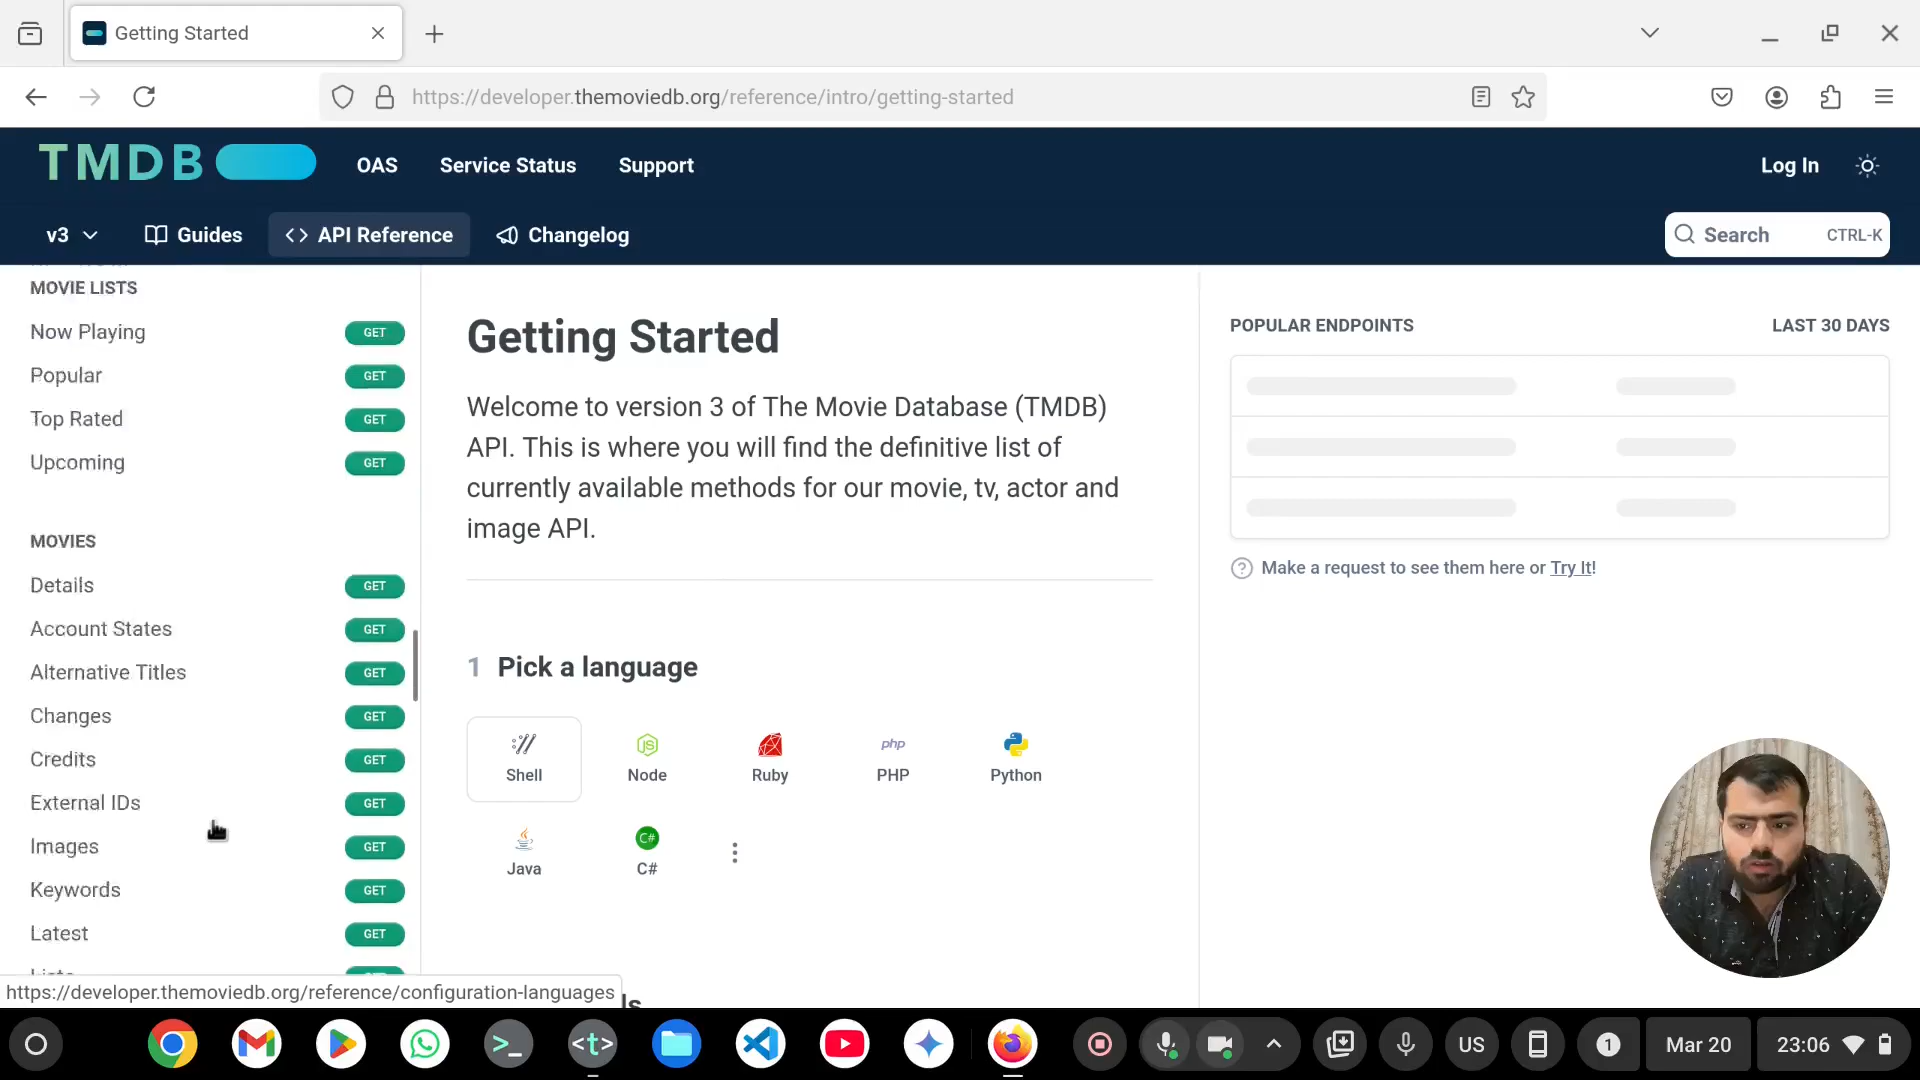 Getting Started
https://developer.themoviedb.org/reference/intro/getting-started
TMDB
OAS
Service Status
Support
Log In
v3
Guides
API Reference
Changelog
Search
CTRL-K
MOVIE LISTS
Now Playing GET
Popular GET
Top Rated GET
Upcoming GET
MOVIES
Details GET
Account States GET
Alternative Titles GET
Changes GET
Credits GET
External IDs GET
Images GET
Keywords GET
Latest GET
https://developer.themoviedb.org/reference/configuration-languages
Getting Started
Welcome to version 3 of The Movie Database (TMDB)
API. This is where you will find the definitive list of
currently available methods for our movie, tv, actor and
image API.
1 Pick a language
Shell
Node
Ruby
php
PHP
Python
Java
C#
C#
POPULAR ENDPOINTS
LAST 30 DAYS
Make a request to see them here or Try It!
<t>
US
1
Mar 20
23:06